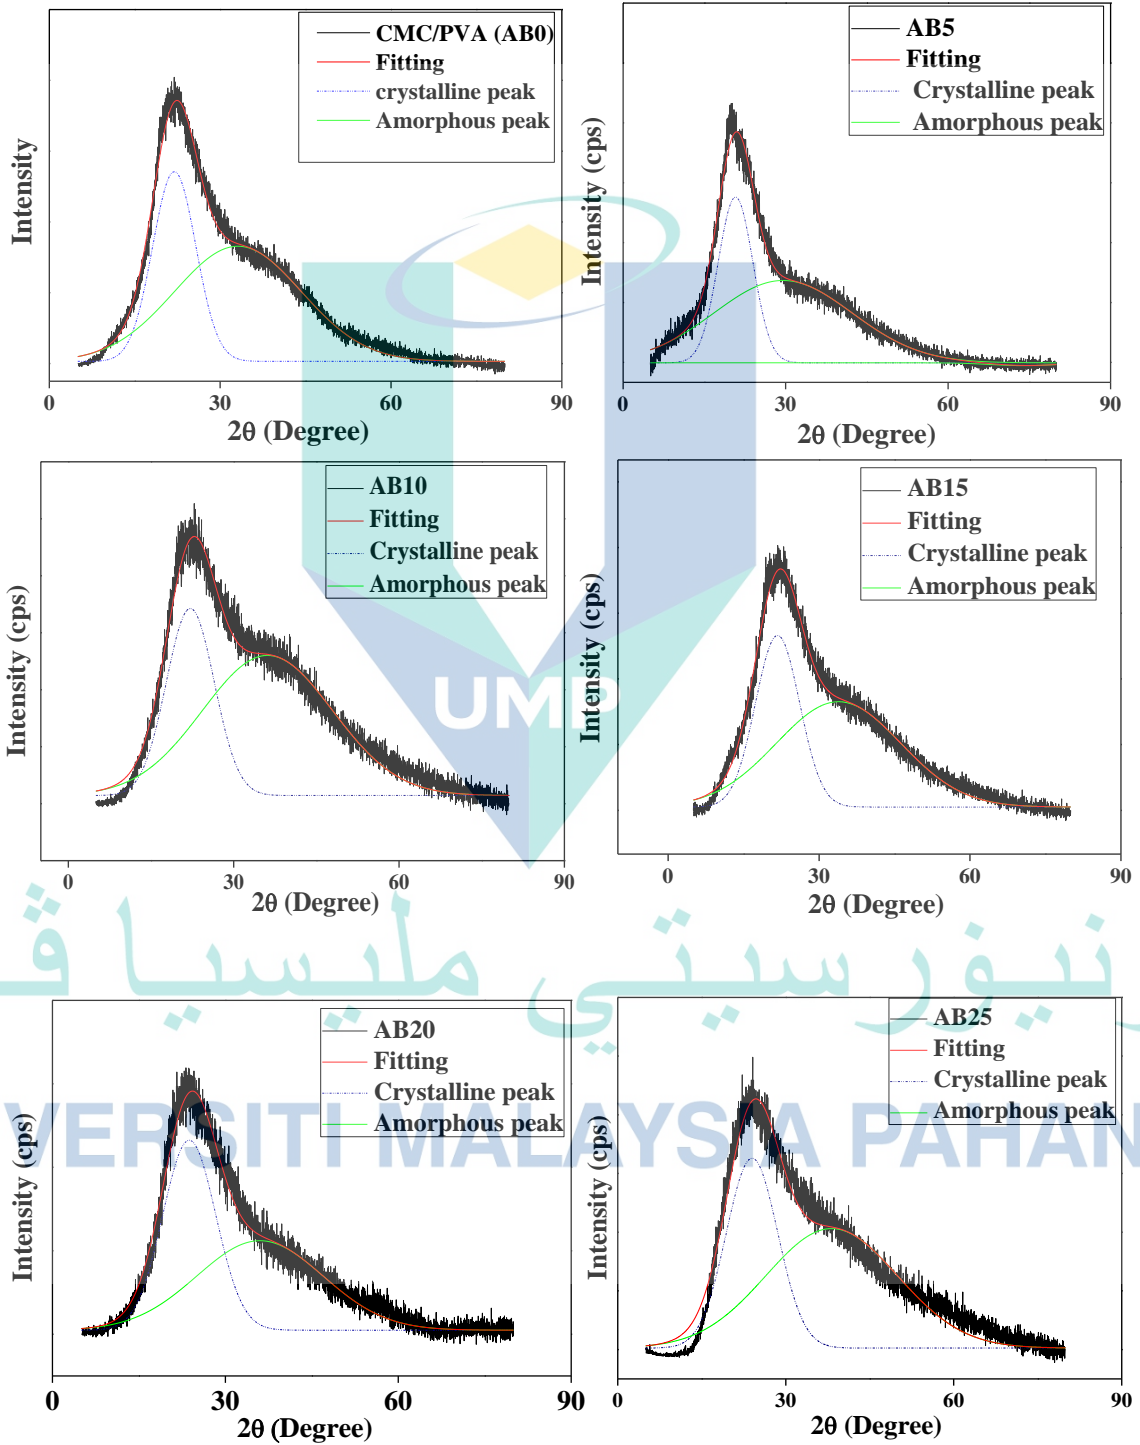 CMC/PVA (AB0)
Fitting
crystalline peak
Amorphous peak
Intensity
0
30
60
90
2θ (Degree)
AB5
Fitting
Crystalline peak
Amorphous peak
Intensity (cps)
0
30
60
90
2θ (Degree)
AB10
Fitting
Crystalline peak
Amorphous peak
Intensity (cps)
0
30
60
90
2θ (Degree)
AB15
Fitting
Crystalline peak
Amorphous peak
Intensity (cps)
0
30
60
90
2θ (Degree)
UMP
نيۏرسيتي مليسيا ڤ
AB20
Fitting
Crystalline peak
Amorphous peak
Intensity (cps)
0
30
60
90
2θ (Degree)
AB25
Fitting
Crystalline peak
Amorphous peak
Intensity (cps)
0
30
60
90
2θ (Degree)
VERSITI MALAYSIA PAHAN